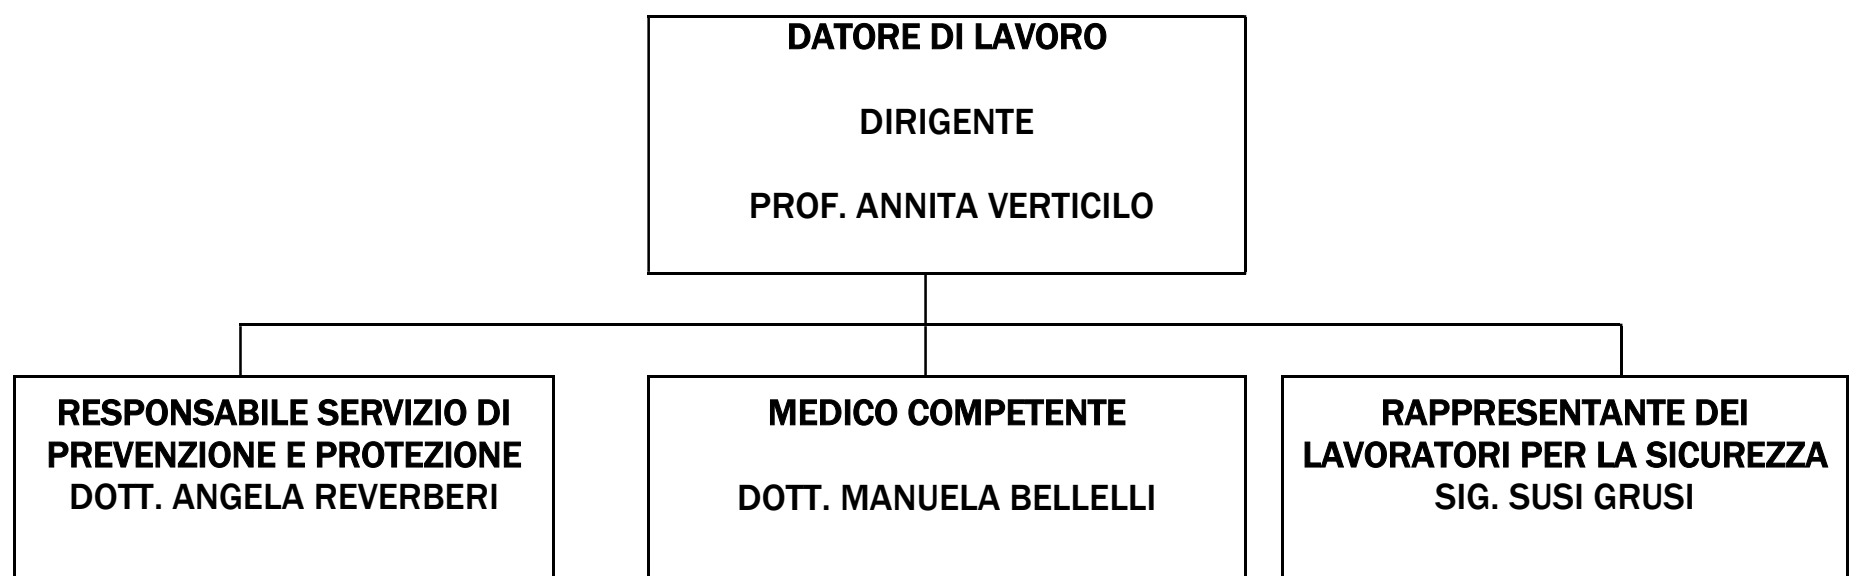 DATORE DI LAVORO
DIRIGENTE
PROF. ANNITA VERTICILO
RESPONSABILE SERVIZIO DI
PREVENZIONE E PROTEZIONE
DOTT. ANGELA REVERBERI
MEDICO COMPETENTE
DOTT. MANUELA BELLELLI
RAPPRESENTANTE DEI
LAVORATORI PER LA SICUREZZA
SIG. SUSI GRUSI